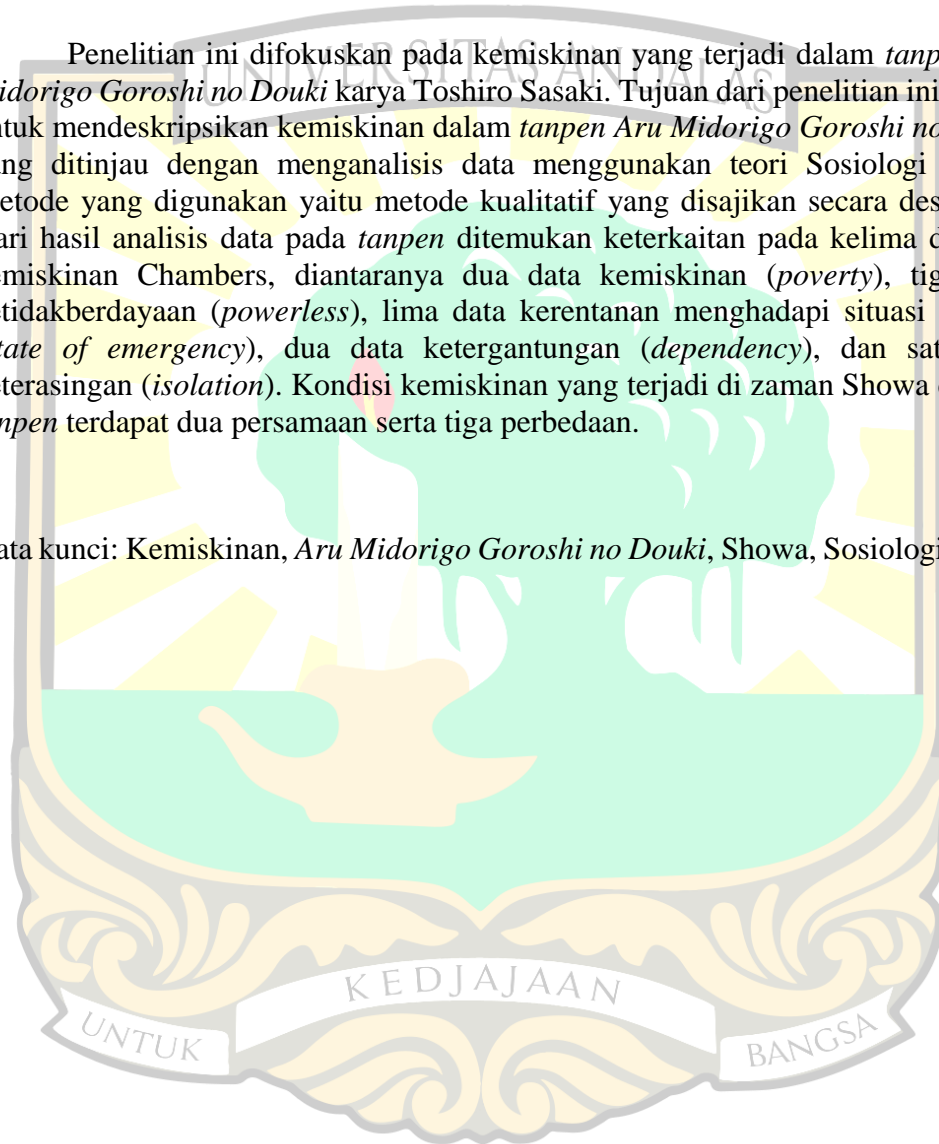 Penelitian ini difokuskan pada kemiskinan yang terjadi dalam tanp
idorigo Goroshi no Douki karya Toshiro Sasaki. Tujuan dari penelitian ini
ntuk mendeskripsikan kemiskinan dalam tanpen Aru Midorigo Goroshi no
ang ditinjau dengan menganalisis data menggunakan teori Sosiologi
etode yang digunakan yaitu metode kualitatif yang disajikan secara des
ari hasil analisis data pada tanpen ditemukan keterkaitan pada kelima d
emiskinan Chambers, diantaranya dua data kemiskinan (poverty), tig
etidakberdayaan (powerless), lima data kerentanan menghadapi situasi
tate of emergency), dua data ketergantungan (dependency), dan sat
eterasingan (isolation). Kondisi kemiskinan yang terjadi di zaman Showa
npen terdapat dua persamaan serta tiga perbedaan.
ata kunci: Kemiskinan, Aru Midorigo Goroshi no Douki, Showa, Sosiologi
UNIVERSITAS ANDALAS
KEDJAJAAN
UNTUK
BANGSA